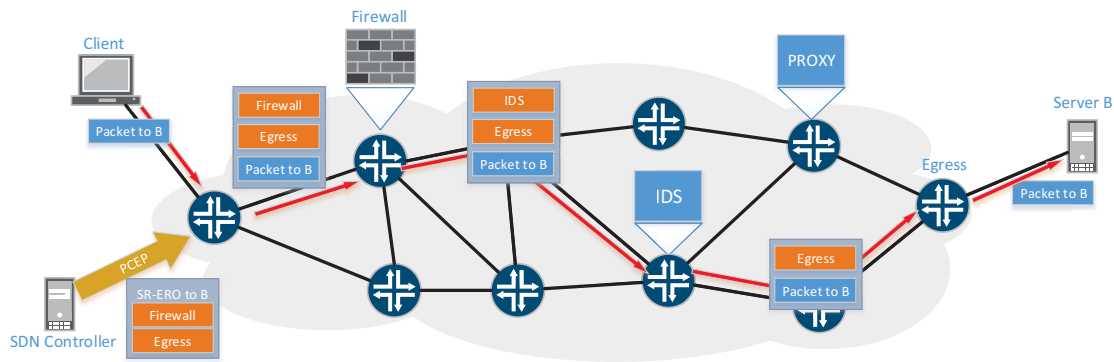 Firewall
Client
PROXY
Server B
Packet to B
Firewall
Egress
Packet to B
IDS
Egress
Packet to B
IDS
Egress
Packet to B
Egress
Packet to B
PCEP
SR-ERO to B
Firewall
Egress
SDN Controller